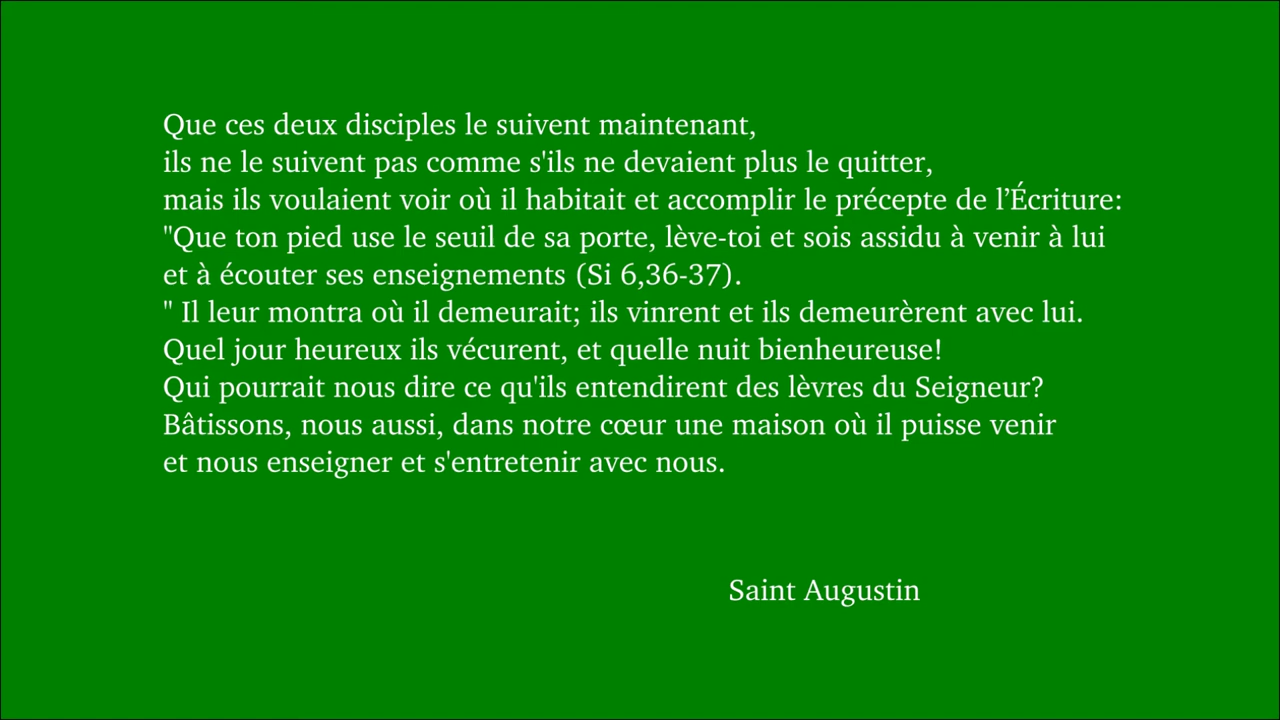 Que ces deux disciples le suivent maintenant,
ils ne le suivent pas comme s'ils ne devaient plus le quitter,
mais ils voulaient voir où il habitait et accomplir le précepte de l’Écriture:
"Que ton pied use le seuil de sa porte, lève-toi et sois assidu à venir à lui
et à écouter ses enseignements (Si 6,36-37).
" Il leur montra où il demeurait; ils vinrent et ils demeurèrent avec lui.
Quel jour heureux ils vécurent, et quelle nuit bienheureuse!
Qui pourrait nous dire ce qu'ils entendirent des lèvres du Seigneur?
Bâtissons, nous aussi, dans notre cœur une maison où il puisse venir
et nous enseigner et s'entretenir avec nous.
Saint Augustin